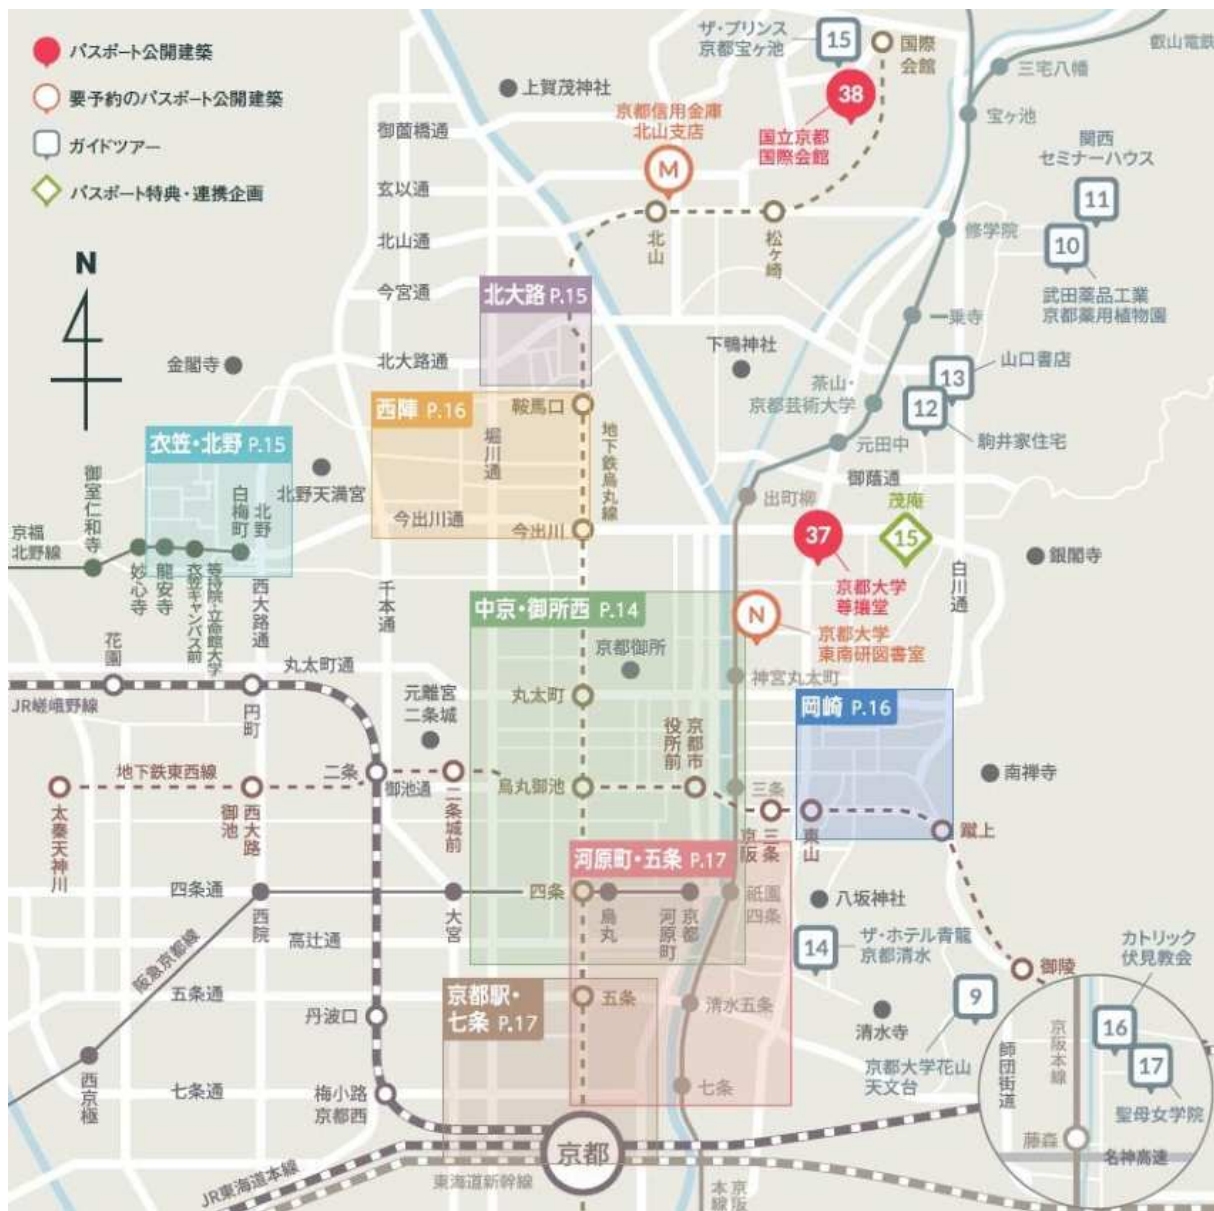 パスポート公開建築
要予約のパスポート公開建築
ガイドツアー
パスポート特典・連携企画
N
ザ・プリンス
京都宝ヶ池
15
国際
会館
叡山電鉄
三宅八幡
宝ヶ池
上賀茂神社
38
国立京都
国際会館
京都信用金庫
北山支店
M
関西
セミナーハウス
11
10
武田薬品工業
京都薬用植物園
御薗橋通
玄以通
北山通
今宮通
北大路通
北山
松ヶ崎
修学院
一乗寺
北大路 P.15
下鴨神社
金閣寺
山口書店
13
12
駒井家住宅
茶山・
京都芸術大学
元田中
西陣 P.16
鞍馬口
堀川通
地下鉄烏丸線
今出川通
今出川
衣笠・北野 P.15
北野天満宮
御室仁和寺
北野
白梅町
京福
北野線
妙心寺
龍安寺
等持院・立命館大学
衣笠キャンパス前
西大路通
千本通
御蔭通
出町柳
茂庵
15
37
京都大学
尊攘堂
銀閣寺
白川通
N
京都大学
東南研図書室
中京・御所西 P.14
京都御所
神宮丸太町
花園
丸太町通
JR嵯峨野線
円町
元離宮
二条城
丸太町
岡崎 P.16
京都市
役所前
地下鉄東西線
二条
御池通
烏丸御池
三条
南禅寺
太秦天神川
西大路
御池
二条城前
三条
京阪
東山
蹴上
河原町・五条 P.17
四条通
西院
大宮
四条
烏丸
京都
河原町
祇園
四条
八坂神社
高辻通
阪急京都線
14
ザ・ホテル青龍
京都清水
カトリック
伏見教会
御陵
五条通
丹波口
京都駅・
七条 P.17
五条
清水五条
清水寺
9
京都大学花山
天文台
16
17
聖母女学院
京阪本線
師団街道
藤森
名神高速
西京極
七条通
梅小路
京都西
七条
京都
JR東海道本線
東海道新幹線
京阪
本線